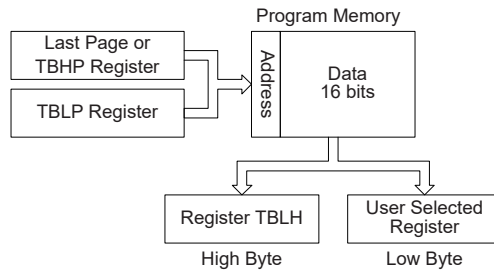 Program Memory
Last Page or
TBHP Register
TBLP Register
Address
Data
16 bits
Register TBLH
User Selected
Register
High Byte
Low Byte